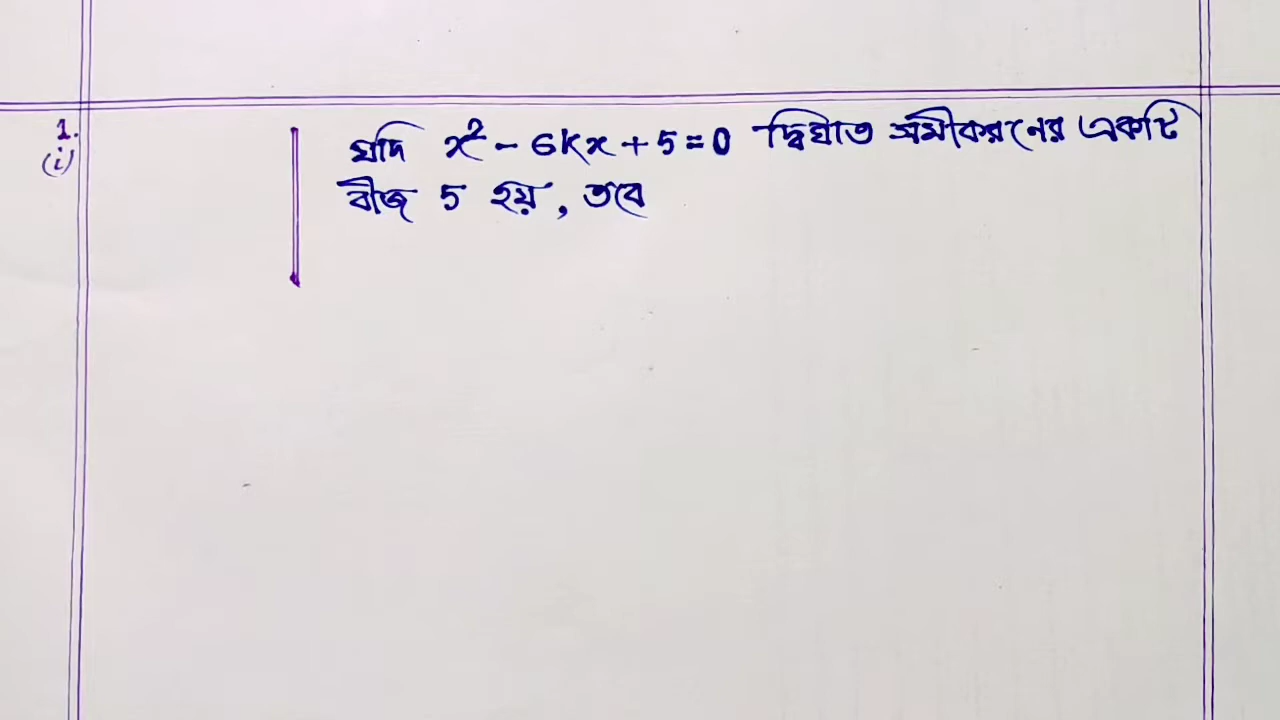 1.
(i)
যদি x² - 6kx + 5 = 0 দ্বিঘাত সমীকরণের একটি
বীজ 5 হয়, তবে